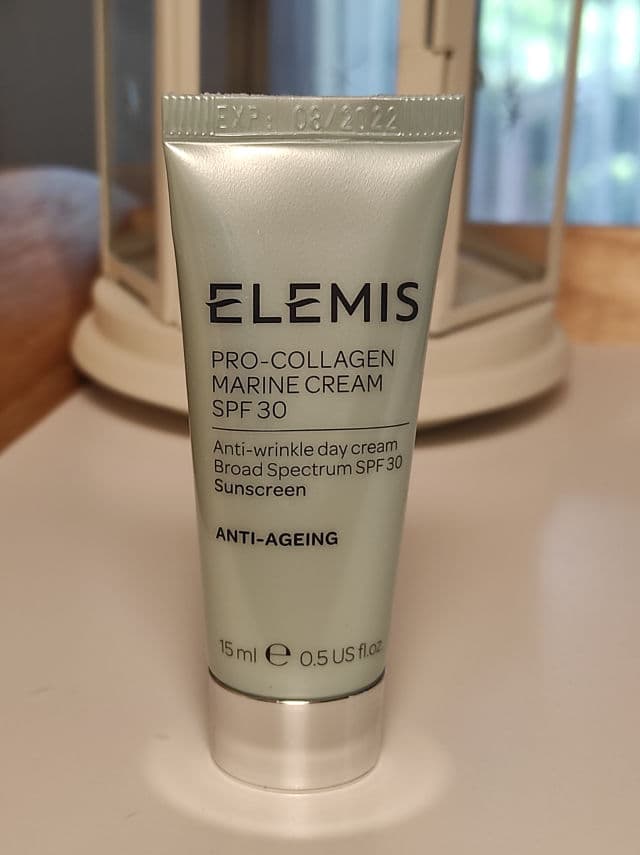 EXP: 08/2022
ELEMIS
PRO-COLLAGEN
MARINE CREAM
SPF 30
Anti-wrinkle day cream
Broad Spectrum SPF 30
Sunscreen
ANTI-AGEING
15 ml ℮ 0.5 US fl.oz.